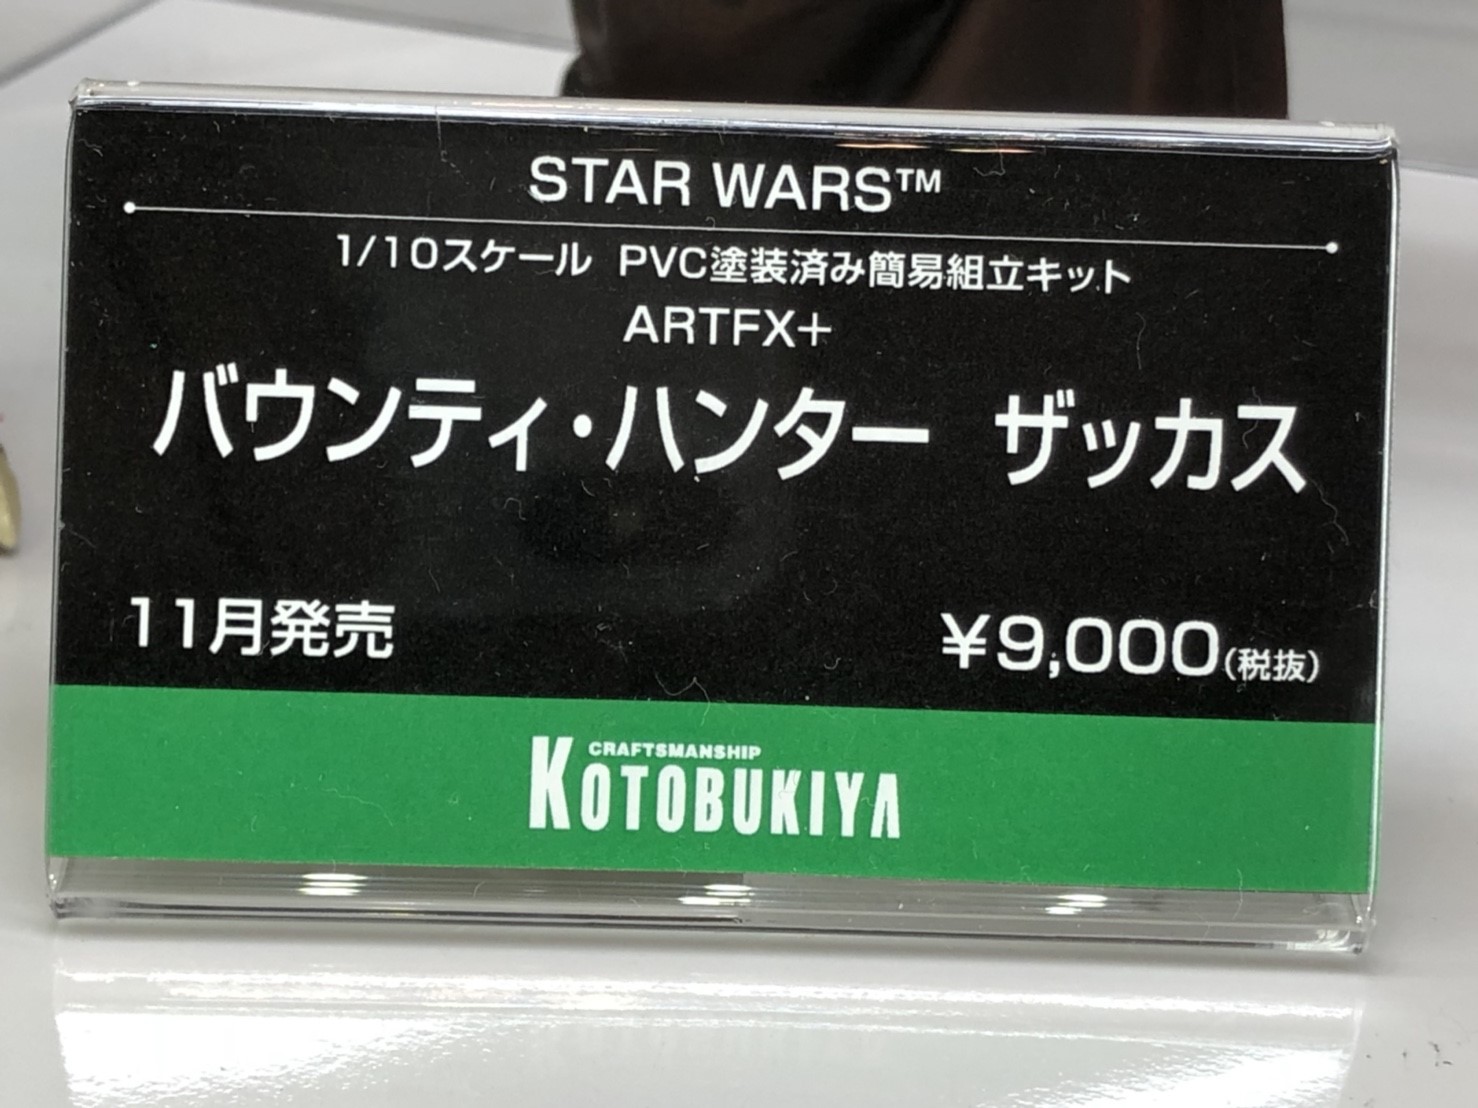 STAR WARS™
1/10スケール PVC塗装済み簡易組立キット
ARTFX+
バウンティ・ハンター ザッカス
11月発売 ¥9,000(税抜)
CRAFTSMANSHIP
KOTOBUKIYA